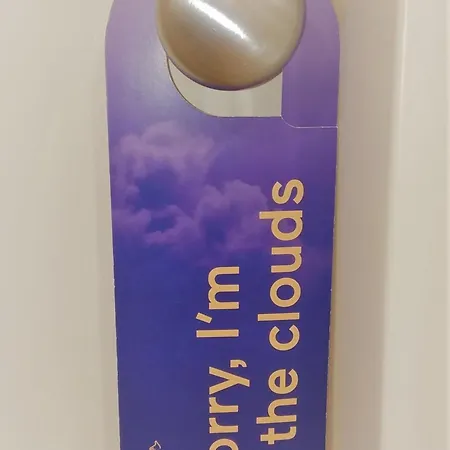 orry, I'm
the clouds